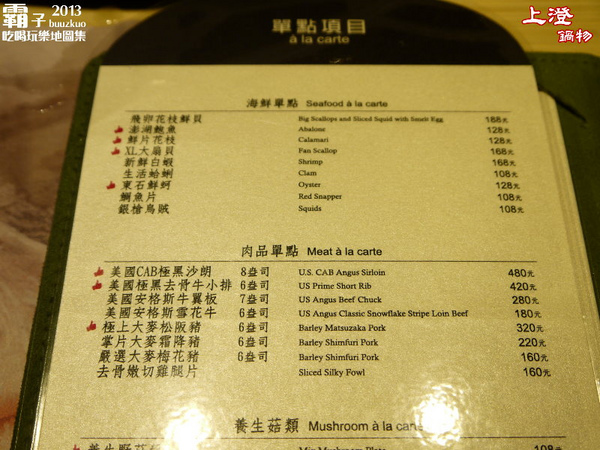 霸子 2013
buuzkuo
吃喝玩樂地圖集
上澄
鍋物
單點項目
à la carte
海鮮單點 Seafood à la carte
飛卵花枝鮮貝 Big Scallops and Sliced Squid with Smelt Egg 188元
澎湖鮑魚 Abalone 128元
鮮片花枝 Calamari 128元
XL大扇貝 Fan Scallop 168元
新鮮白蝦 Shrimp 168元
生活蛤蜊 Clam 108元
東石鮮蚵 Oyster 128元
鯛魚片 Red Snapper 108元
銀槍烏賊 Squids 108元
肉品單點 Meat à la carte
美國CAB極黑沙朗 8盎司 U.S. CAB Angus Sirloin 480元
美國極黑去骨牛小排 6盎司 US Prime Short Rib 420元
美國安格斯牛翼板 7盎司 US Angus Beef Chuck 280元
美國安格斯雪花牛 6盎司 US Angus Classic Snowflake Stripe Loin Beef 180元
極上大麥松阪豬 6盎司 Barley Matsuzaka Pork 320元
掌片大麥霜降豬 6盎司 Barley Shimfuri Pork 220元
嚴選大麥梅花豬 6盎司 Barley Shimfuri Pork 160元
去骨嫩切雞腿片 Sliced Silky Fowl 160元
養生菇類 Mushroom à la carte
養生野菇 Mix Mushroom Plate 108元